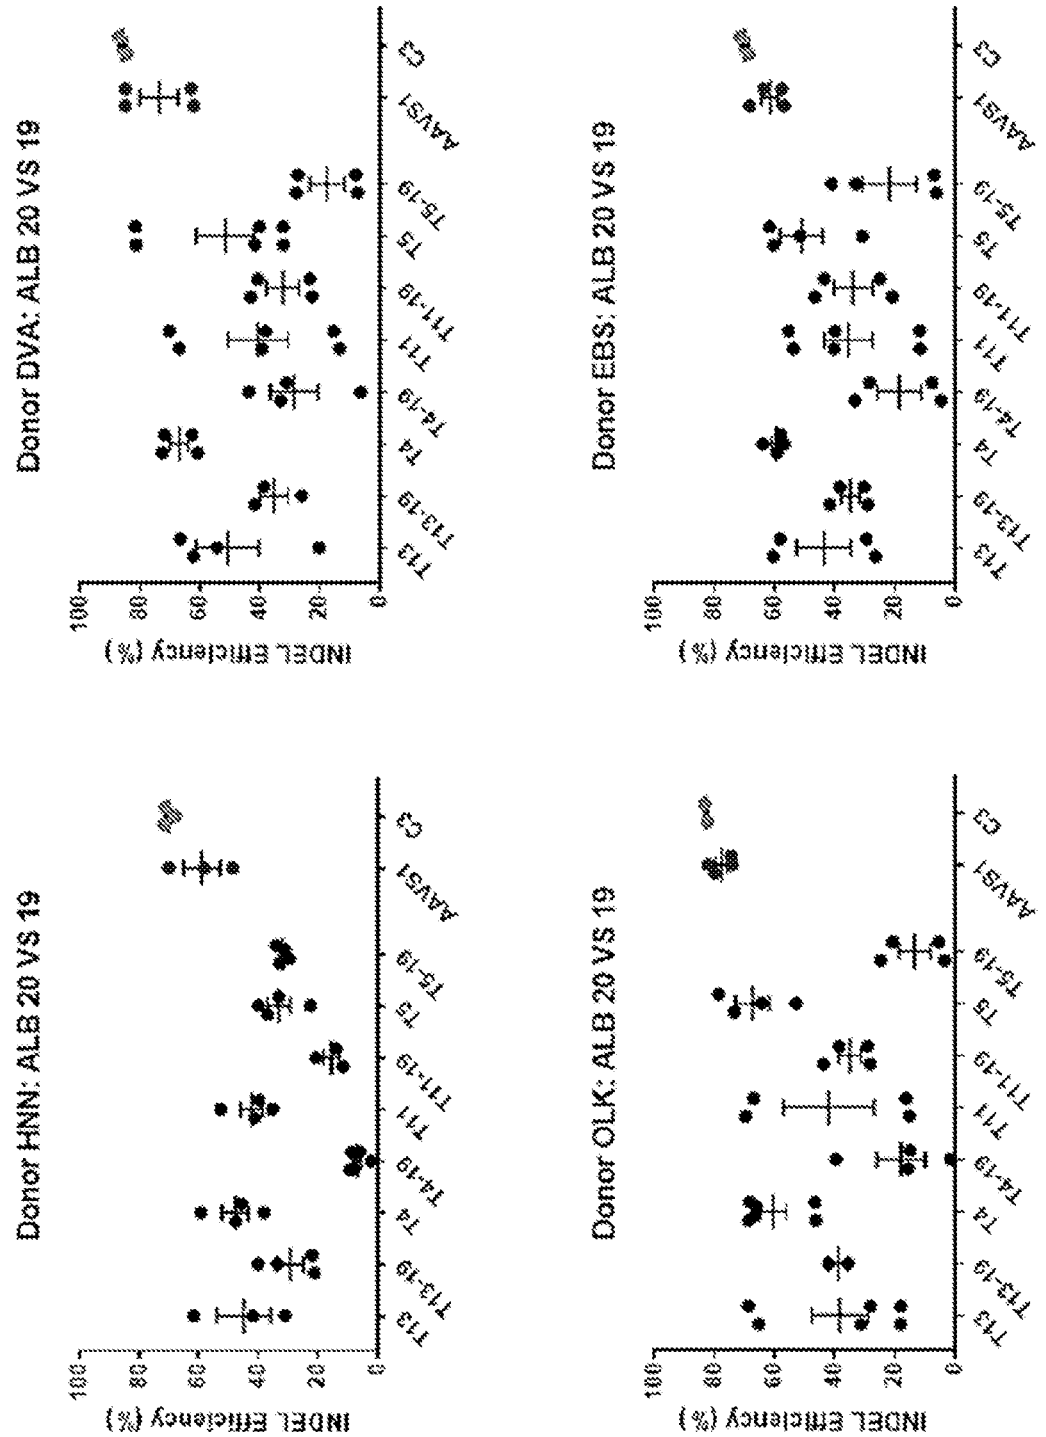 Donor HNN: ALB 20 VS 19
INDEL Efficiency (%)
100
80
60
40
20
0
T13
T13-19
T4
T4-19
T11
T11-19
T5
T5-19
AAVS1
C3
Donor DVA: ALB 20 VS 19
INDEL Efficiency (%)
100
80
60
40
20
0
T13
T13-19
T4
T4-19
T11
T11-19
T5
T5-19
AAVS1
C3
Donor OLK: ALB 20 VS 19
INDEL Efficiency (%)
100
80
60
40
20
0
T13
T13-19
T4
T4-19
T11
T11-19
T5
T5-19
AAVS1
C3
Donor EBS: ALB 20 VS 19
INDEL Efficiency (%)
100
80
60
40
20
0
T13
T13-19
T4
T4-19
T11
T11-19
T5
T5-19
AAVS1
C3